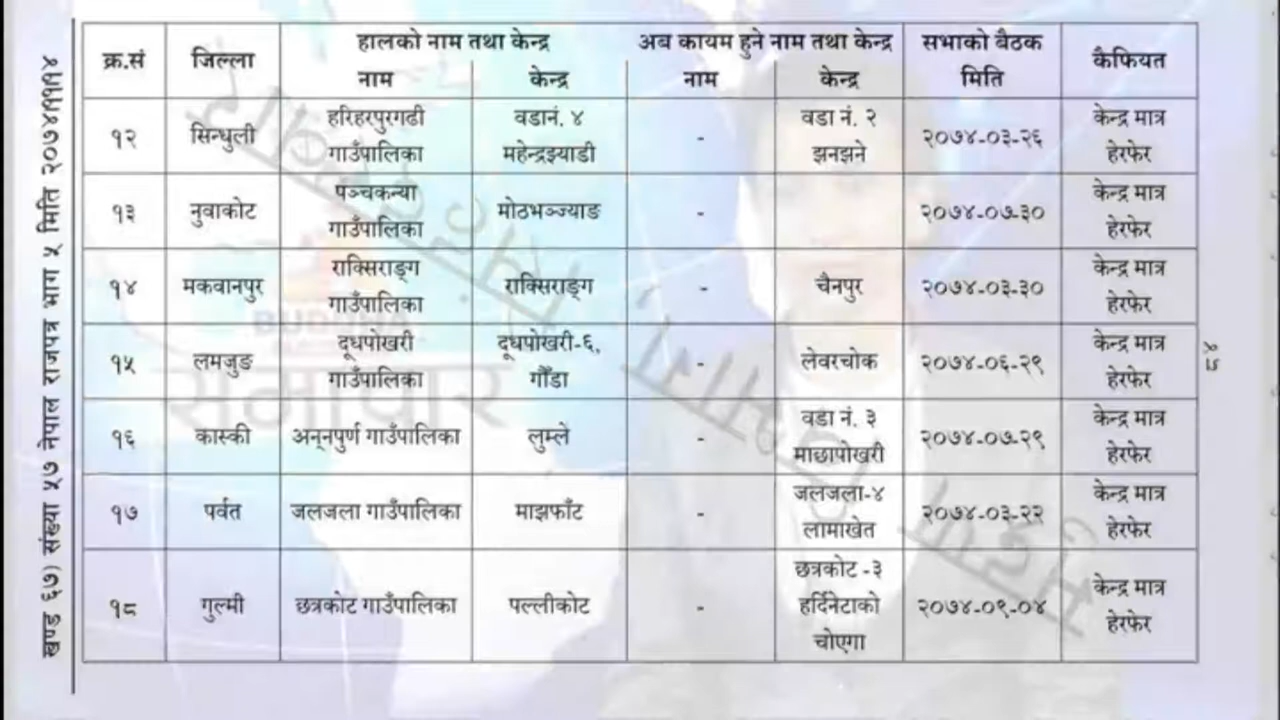 खण्ड ६७) संख्या ५७ नेपाल राजपत्र भाग ५ मिति २०७४।११।१४
क्र.सं जिल्ला हालको नाम तथा केन्द्र अब कायम हुने नाम तथा केन्द्र सभाको बैठक मिति कैफियत
नाम केन्द्र नाम केन्द्र
१२ सिन्धुली हरिहरपुरगढी गाउँपालिका वडानं. ४ महेन्द्रझ्याडी - वडा नं. २ झनझने २०७४-०३-२६ केन्द्र मात्र हेरफेर
१३ नुवाकोट पञ्चकन्या गाउँपालिका मोठभञ्ज्याङ - २०७४-०७-३० केन्द्र मात्र हेरफेर
१४ मकवानपुर राक्सिराङ्ग गाउँपालिका राक्सिराङ्ग - चैनपुर २०७४-०३-३० केन्द्र मात्र हेरफेर
१५ लमजुङ दूधपोखरी गाउँपालिका दूधपोखरी-६, गौँडा - लेवरचोक २०७४-०६-२९ केन्द्र मात्र हेरफेर
१६ कास्की अन्नपुर्ण गाउँपालिका लुम्ले - वडा नं. ३ माछापोखरी २०७४-०७-२९ केन्द्र मात्र हेरफेर
१७ पर्वत जलजला गाउँपालिका माझफाँट - जलजला-४ लामाखेत २०७४-०३-२२ केन्द्र मात्र हेरफेर
१८ गुल्मी छत्रकोट गाउँपालिका पल्लीकोट - छत्रकोट -३ हर्दिनेटाको चोएगा २०७४-०९-०४ केन्द्र मात्र हेरफेर
समाचार